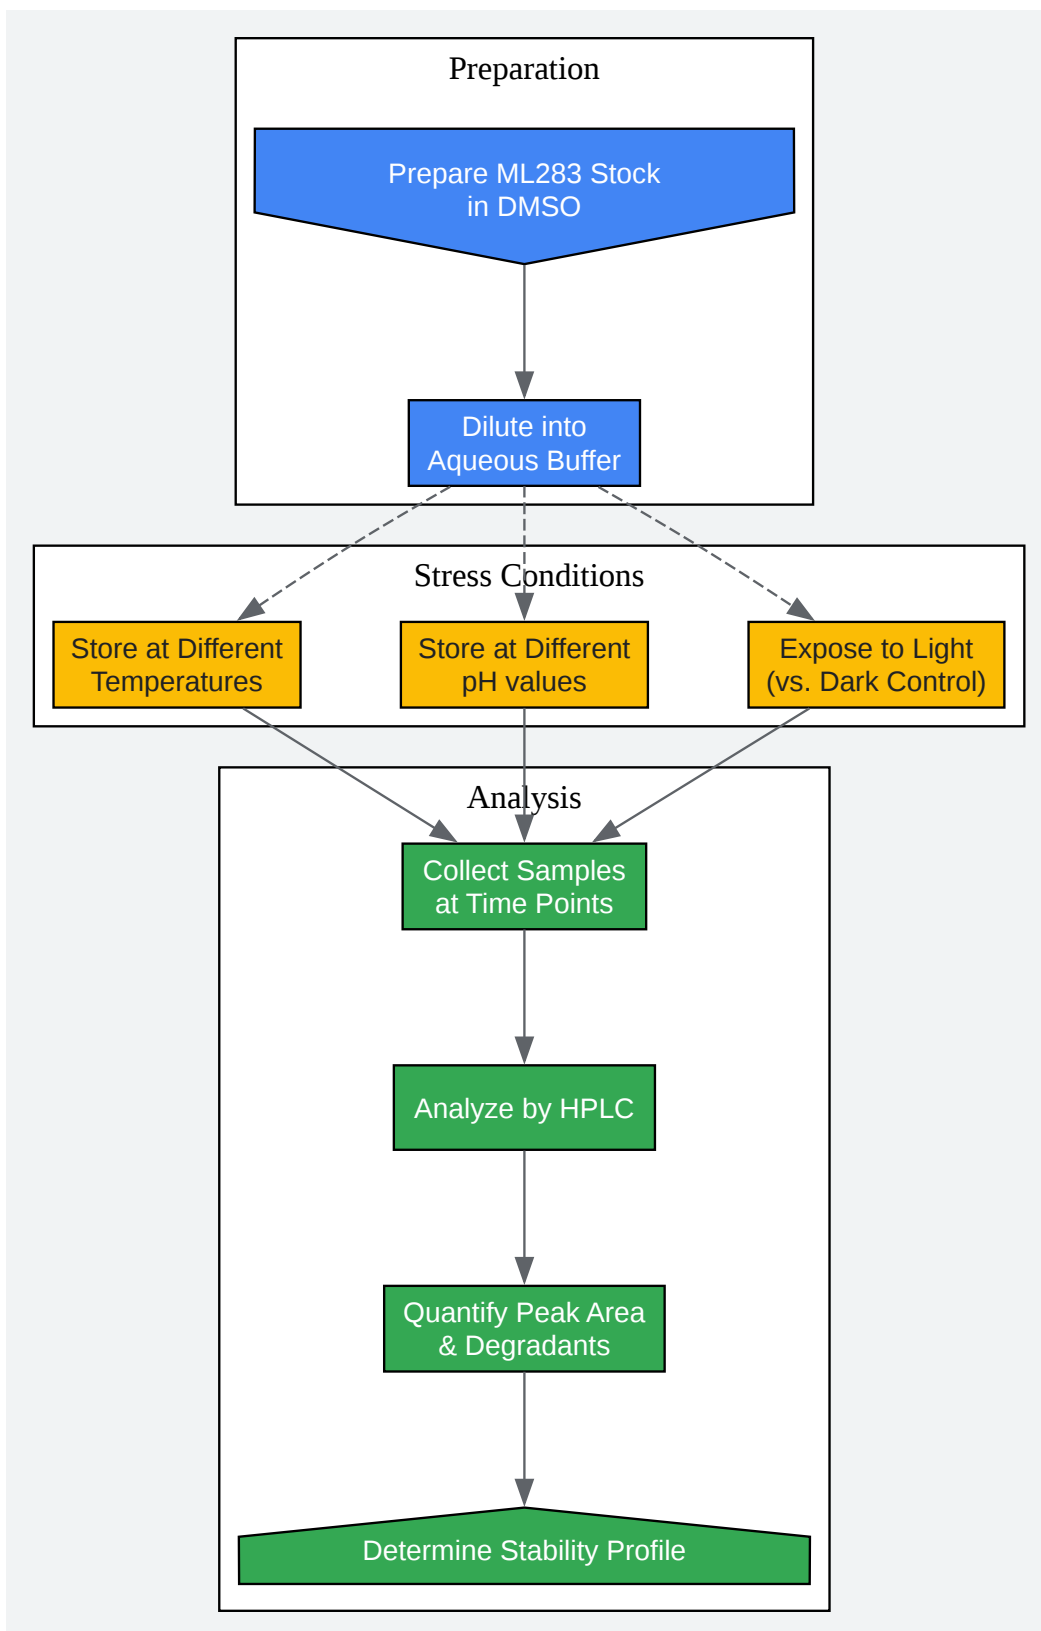 Preparation
Prepare ML283 Stock
in DMSO
Dilute into
Aqueous Buffer
Stress Conditions
Store at Different
Temperatures
Store at Different
pH values
Expose to Light
(vs. Dark Control)
Analysis
Collect Samples
at Time Points
Analyze by HPLC
Quantify Peak Area
& Degradants
Determine Stability Profile